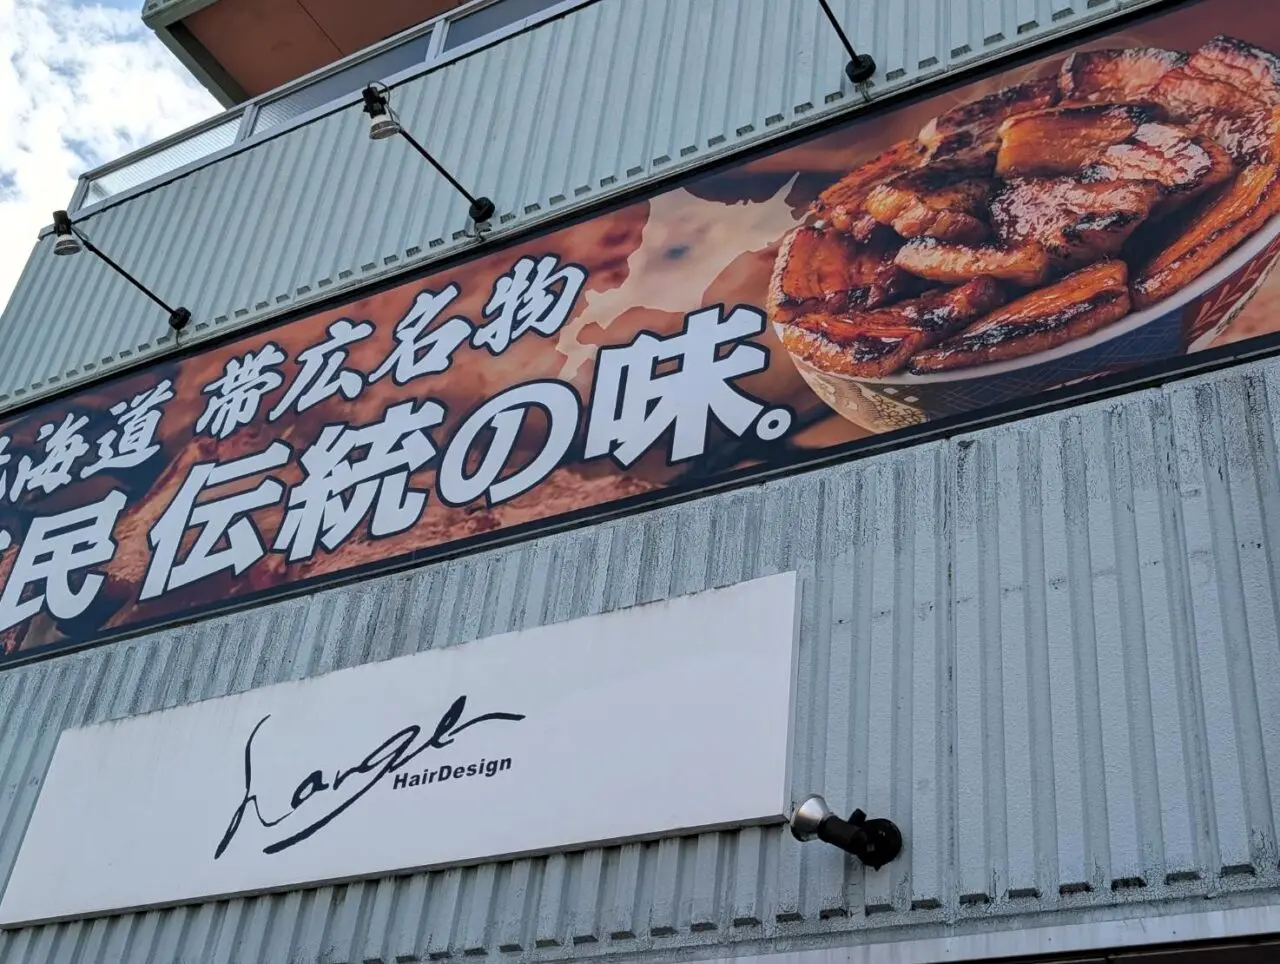 海道 帯広名物
民 伝統の味。
HairDesign